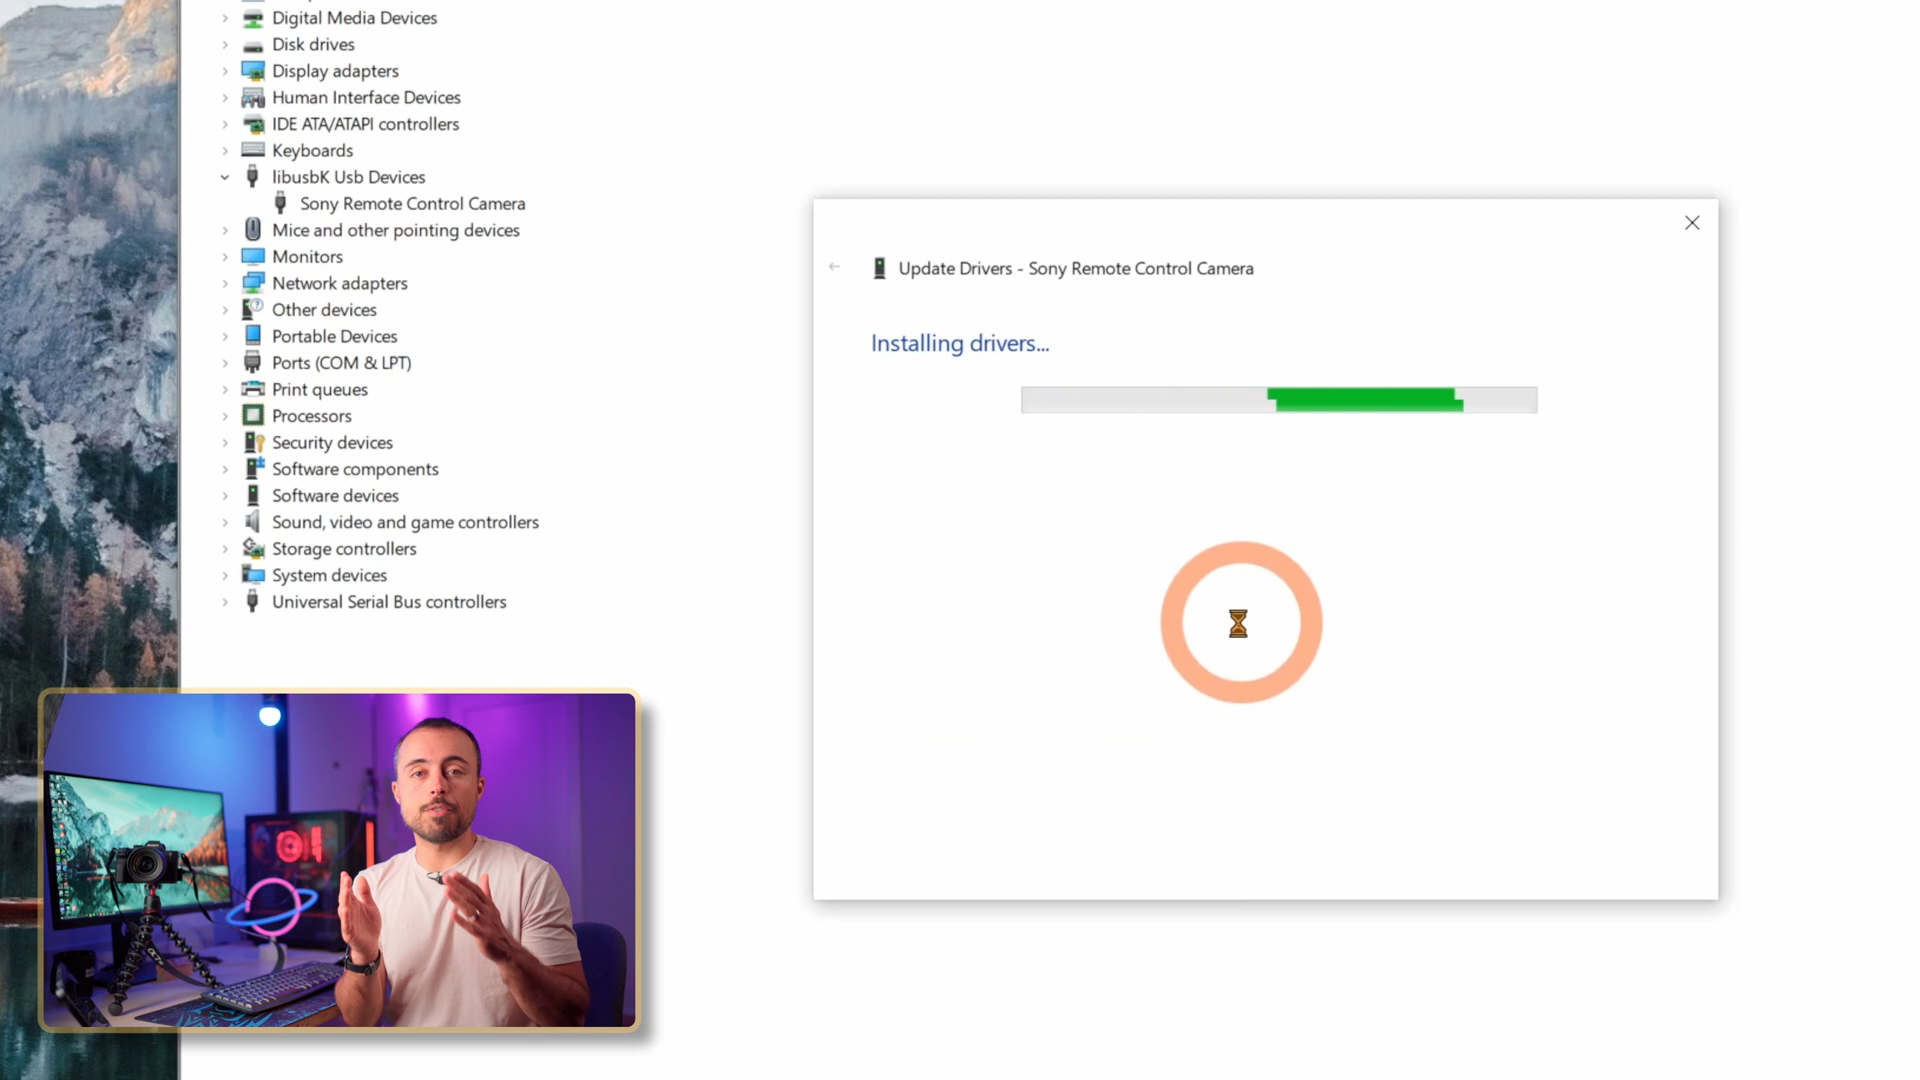 Digital Media Devices
Disk drives
Display adapters
Human Interface Devices
IDE ATA/ATAPI controllers
Keyboards
libusbK Usb Devices
Sony Remote Control Camera
Mice and other pointing devices
Monitors
Network adapters
Other devices
Portable Devices
Ports (COM & LPT)
Print queues
Processors
Security devices
Software components
Software devices
Sound, video and game controllers
Storage controllers
System devices
Universal Serial Bus controllers
Update Drivers - Sony Remote Control Camera
Installing drivers...